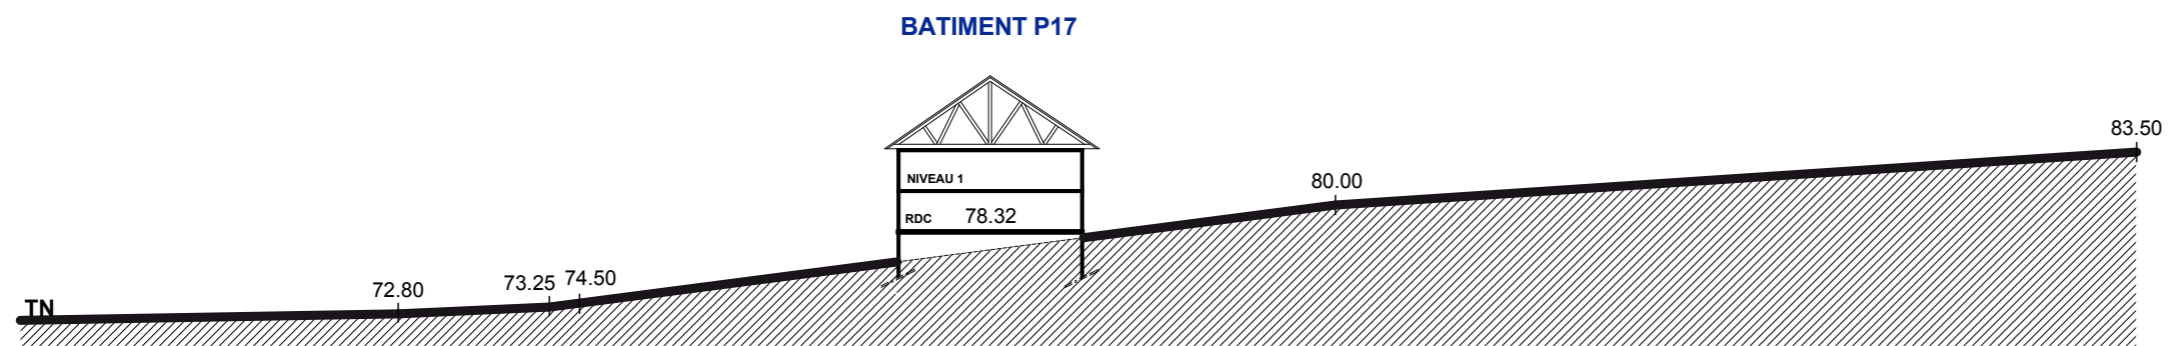 BATIMENT P17
83.50
NIVEAU 1
80.00
RDC 78.32
73.25 74.50
72.80
TN